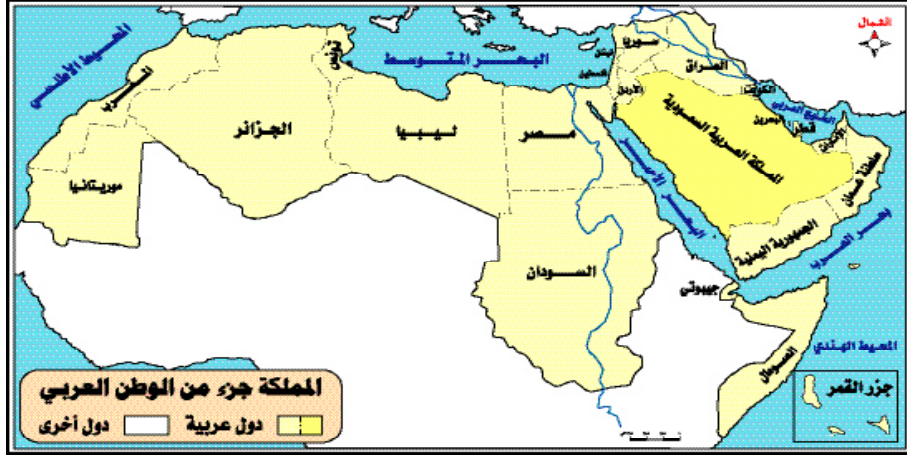 الشمال
المحيط الأطلسي
البحر المتوسط
المغرب
تونس
الجزائر
ليبيا
مصر
موريتانيا
السودان
سوريا
لبنان
فلسطين
الأردن
العراق
الكويت
الخليج العربي
البحرين
قطر
الإمارات
المملكة العربية السعودية
سلطنة عمان
الجمهورية اليمنية
البحر الأحمر
بحر العرب
جيبوتي
الصومال
المحيط الهندي
جزر القمر
المملكة جزء من الوطن العربي
دول عربية
دول أخرى